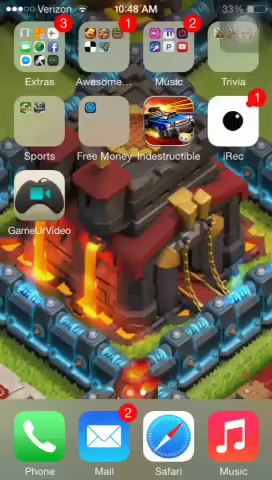 Verizon 10:48 AM 33%
3 1 2
Extras Awesome... Music Trivia
1
Sports Free Money Indestructible iRec
GameUrVideo
2
Phone Mail Safari Music